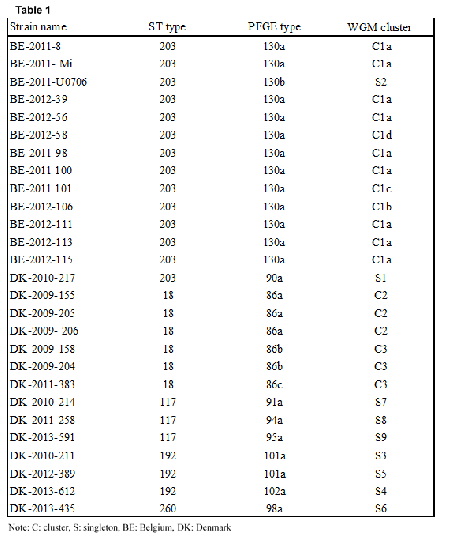 Table 1
Strain name ST type PFGE type WGM cluster
BE-2011-8 203 130a C1a
BE-2011- Mi 203 130a C1a
BE-2011-U0706 203 130b S2
BE-2012-39 203 130a C1a
BE-2012-56 203 130a C1a
BE-2012-58 203 130a C1d
BE-2011-98 203 130a C1a
BE-2011-100 203 130a C1a
BE-2011-101 203 130a C1c
BE-2012-106 203 130a C1b
BE-2012-111 203 130a C1a
BE-2012-113 203 130a C1a
BE-2012-115 203 130a C1a
DK-2010-217 203 90a S1
DK-2009-155 18 86a C2
DK-2009-205 18 86a C2
DK-2009- 206 18 86a C2
DK-2009-158 18 86b C3
DK-2009-204 18 86b C3
DK-2011-383 18 86c C3
DK-2010-214 117 91a S7
DK-2011-258 117 94a S8
DK-2013-591 117 95a S9
DK-2010-211 192 101a S3
DK-2012-389 192 101a S5
DK-2013-612 192 102a S4
DK-2013-435 260 98a S6
Note: C: cluster, S: singleton, BE: Belgium, DK: Denmark